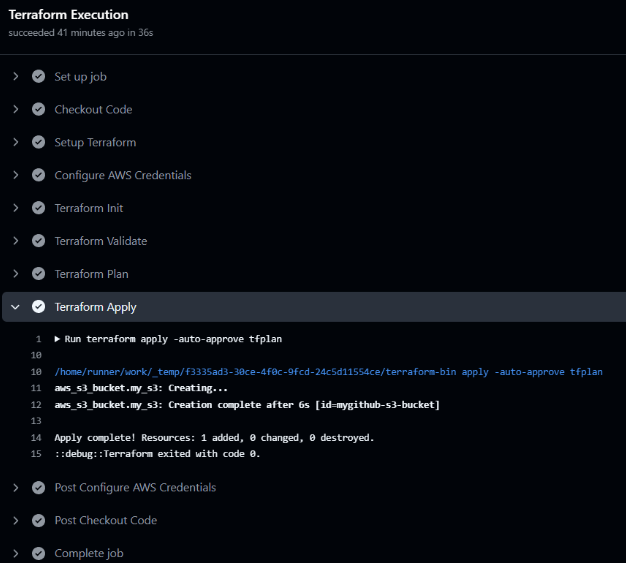 Terraform Execution
succeeded 41 minutes ago in 36s
Set up job
Checkout Code
Setup Terraform
Configure AWS Credentials
Terraform Init
Terraform Validate
Terraform Plan
Terraform Apply
1 Run terraform apply -auto-approve tfplan
10
10 /home/runner/work/_temp/f3335ad3-30ce-4f0c-9fcd-24c5d11554ce/terraform-bin apply -auto-approve tfplan
11 aws_s3_bucket.my_s3: Creating...
12 aws_s3_bucket.my_s3: Creation complete after 6s [id=mygithub-s3-bucket]
13
14 Apply complete! Resources: 1 added, 0 changed, 0 destroyed.
15 ::debug::Terraform exited with code 0.
Post Configure AWS Credentials
Post Checkout Code
Complete job